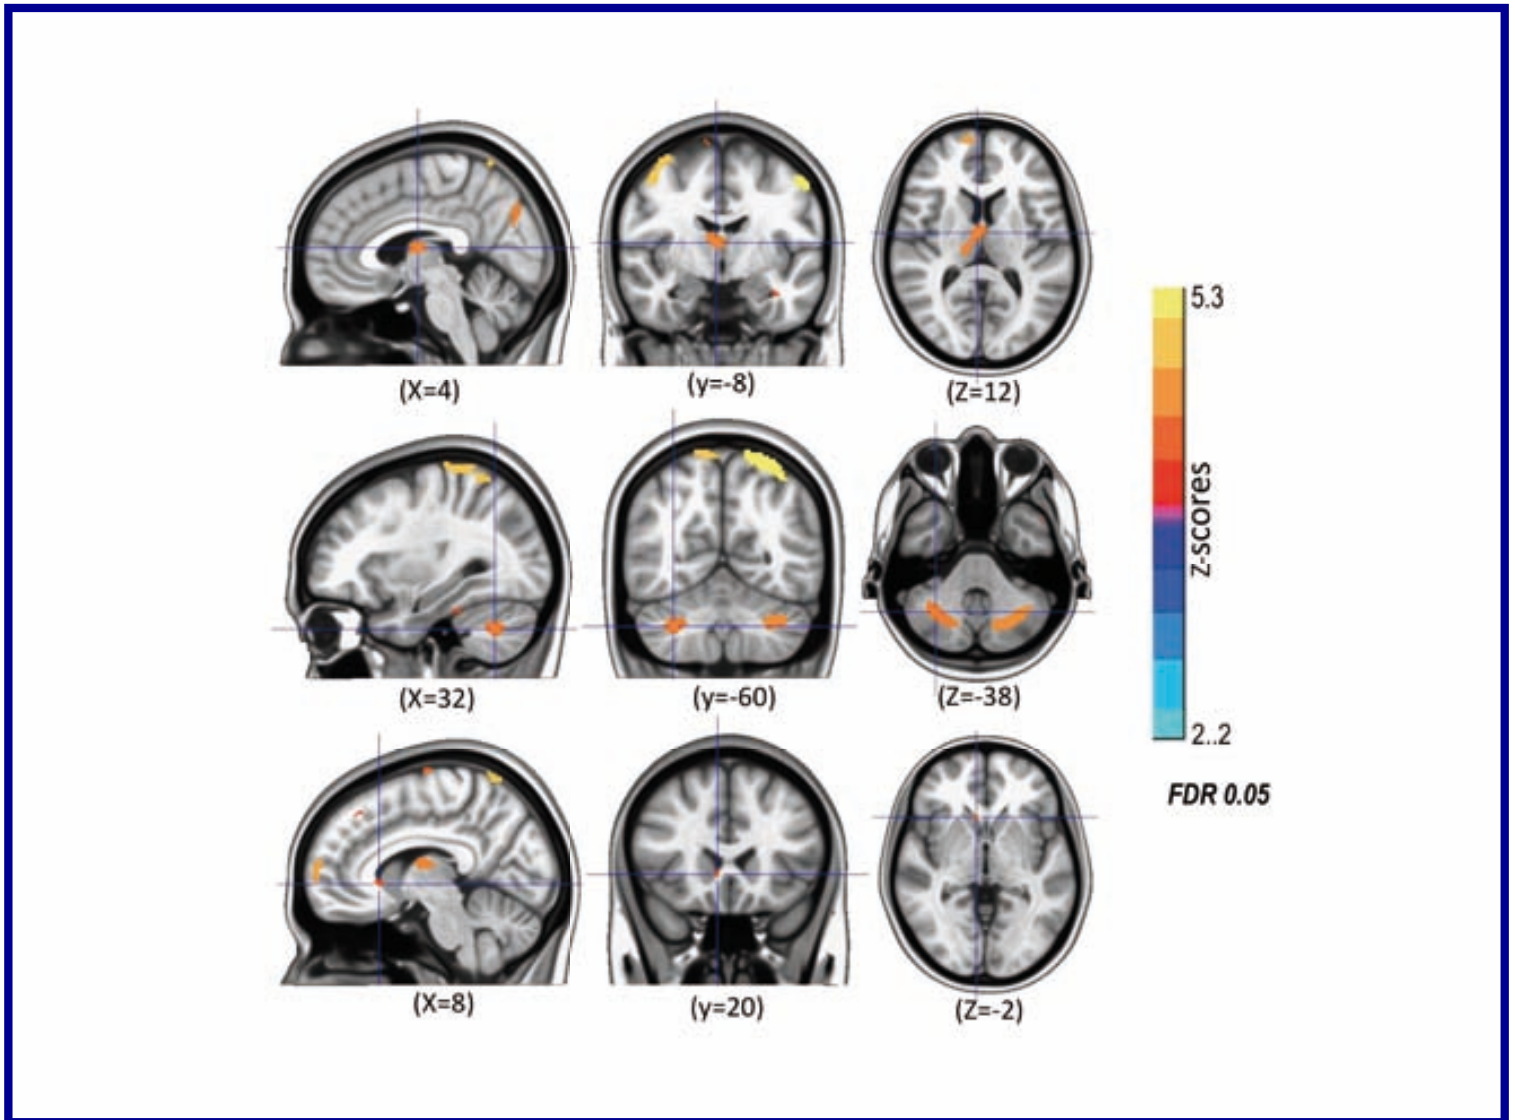 (X=4)
(y=-8)
(Z=12)
5.3
z-scores
(X=32)
(y=-60)
(Z=-38)
2..2
FDR 0.05
(X=8)
(y=20)
(Z=-2)